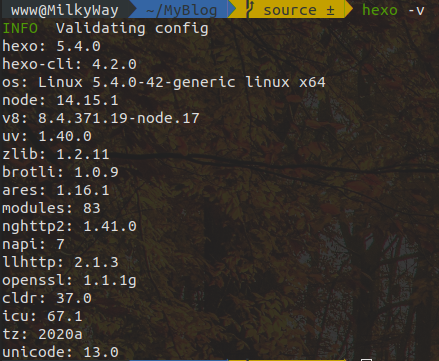 www@MilkyWay ~/MyBlog source ± hexo -v
INFO  Validating config
hexo: 5.4.0
hexo-cli: 4.2.0
os: Linux 5.4.0-42-generic linux x64
node: 14.15.1
v8: 8.4.371.19-node.17
uv: 1.40.0
zlib: 1.2.11
brotli: 1.0.9
ares: 1.16.1
modules: 83
nghttp2: 1.41.0
napi: 7
llhttp: 2.1.3
openssl: 1.1.1g
cldr: 37.0
icu: 67.1
tz: 2020a
unicode: 13.0